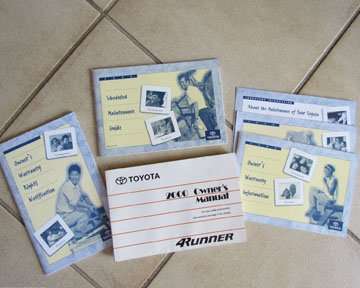 2000
Scheduled
Maintenance
Guide
Owner's
Warranty
Rights
Notification
TOYOTA
2000 Owner's
Manual
4RUNNER
About the Maintenance of Your
Owner's
Warranty
Information